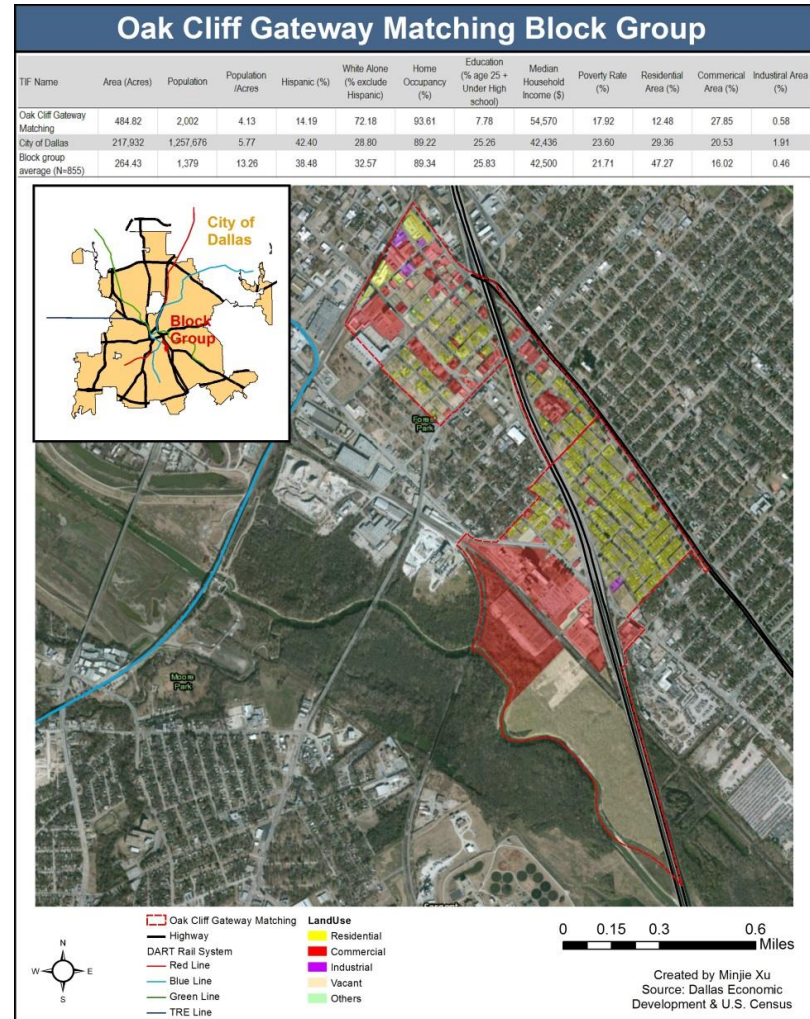 Oak Cliff Gateway Matching Block Group
TIF Name Area (Acres) Population Population /Acres Hispanic (%) White Alone (% exclude Hispanic) Home Occupancy (%) Education (% age 25 + Under High school) Median Household Income ($) Poverty Rate (%) Residential Area (%) Commerical Area (%) Industiral Area (%)
Oak Cliff Gateway Matching 484.82 2,002 4.13 14.19 72.18 93.61 7.78 54,570 17.92 12.48 27.85 0.58
City of Dallas 217,932 1,257,676 5.77 42.40 28.80 89.22 25.26 42,436 23.60 29.36 20.53 1.91
Block group average (N=855) 264.43 1,379 13.26 38.48 32.57 89.34 25.83 42,500 21.71 47.27 16.02 0.46
City of
Dallas
Block
Group
Forest
Park
Moore
Park
Oak Cliff Gateway Matching
Highway
DART Rail System
Red Line
Blue Line
Green Line
TRE Line
LandUse
Residential
Commercial
Industrial
Vacant
Others
N
W E
S
0 0.15 0.3 0.6
Miles
Created by Minjie Xu
Source: Dallas Economic
Development & U.S. Census